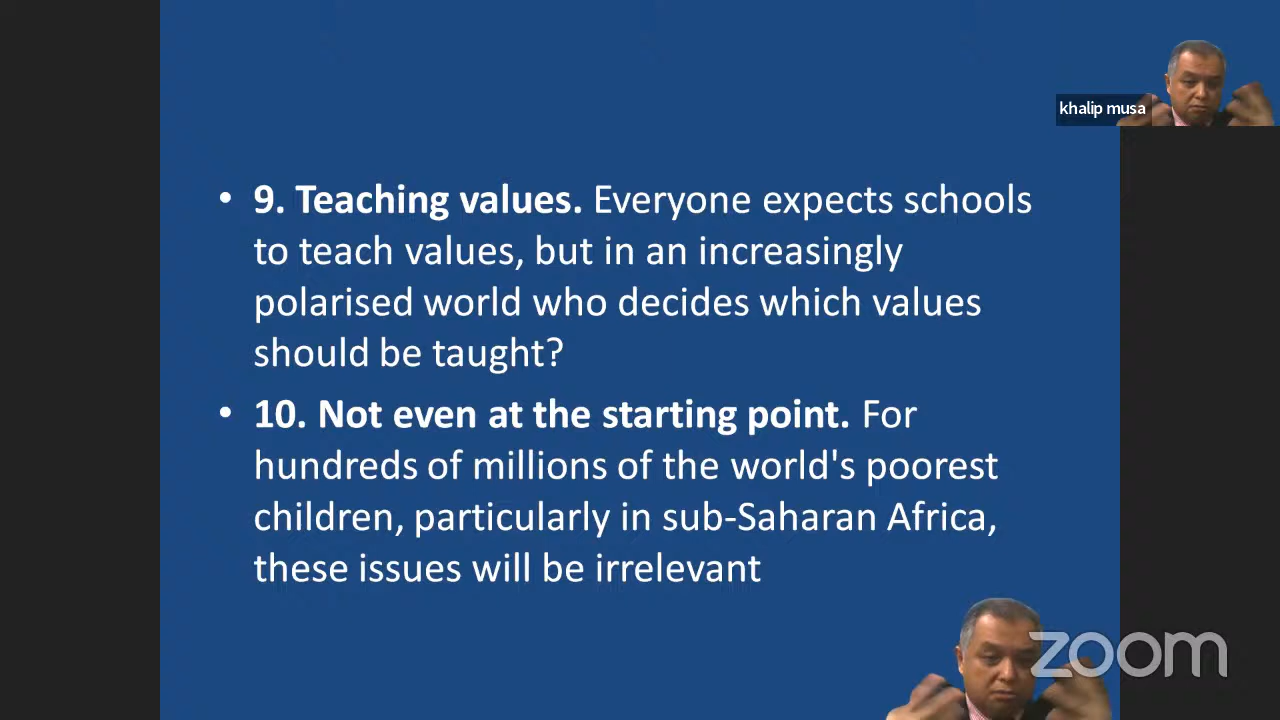 khalip musa
• 9. Teaching values. Everyone expects schools
to teach values, but in an increasingly
polarised world who decides which values
should be taught?
• 10. Not even at the starting point. For
hundreds of millions of the world's poorest
children, particularly in sub-Saharan Africa,
these issues will be irrelevant
zoom